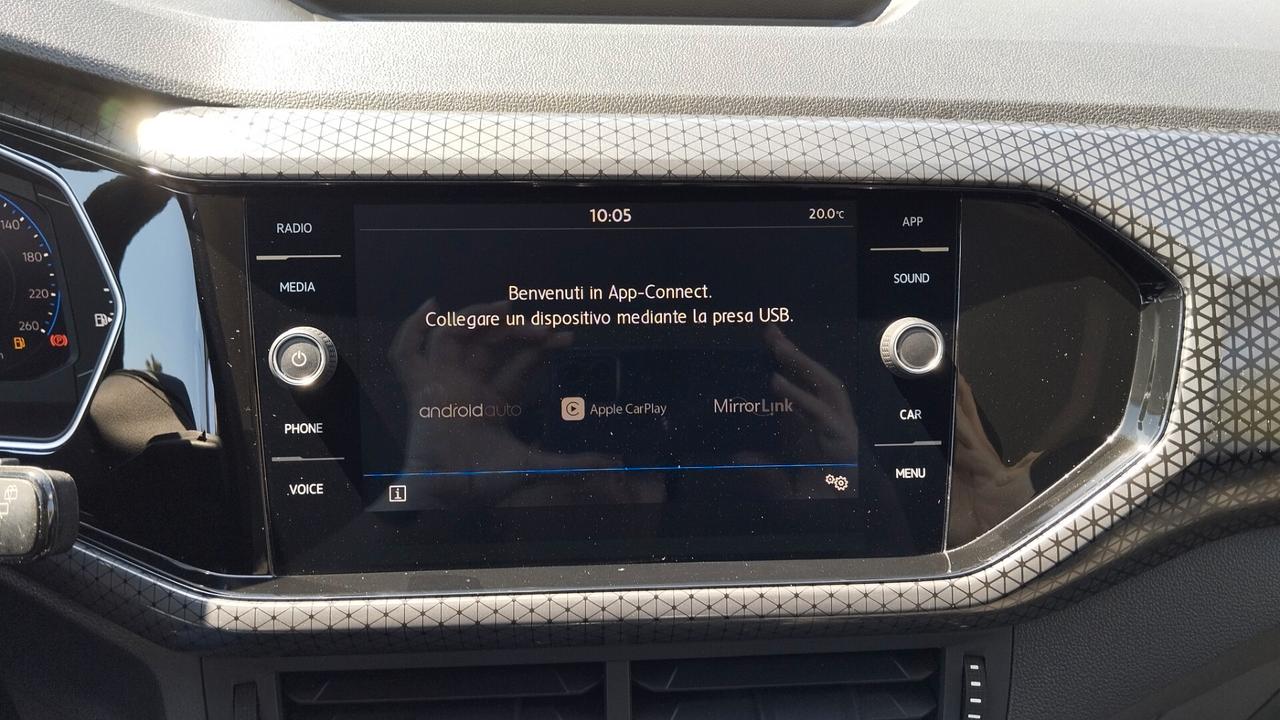 140
180
220
260
RADIO
MEDIA
PHONE
VOICE
10:05
20.0°C
Benvenuti in App-Connect.
Collegare un dispositivo mediante la presa USB.
androidauto
Apple CarPlay
MirrorLink
i
APP
SOUND
CAR
MENU